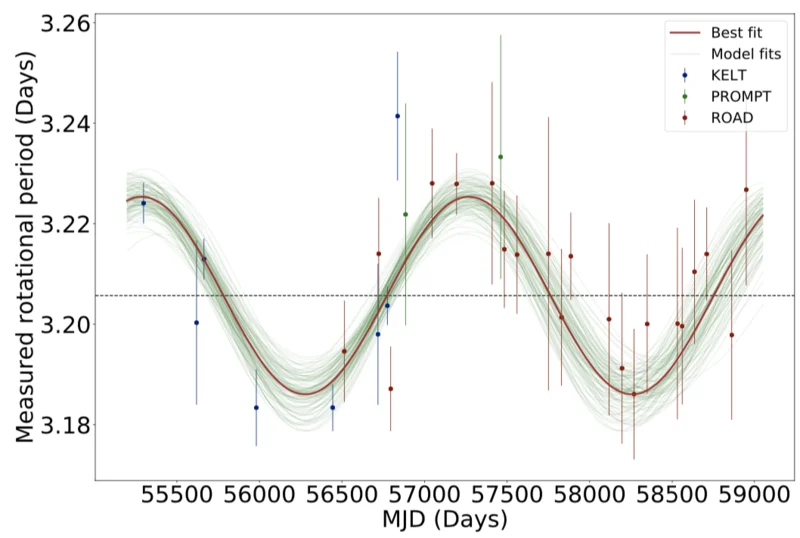 3.26
3.24
3.22
3.20
3.18
Measured rotational period (Days)
Best fit
Model fits
KELT
PROMPT
ROAD
55500 56000 56500 57000 57500 58000 58500 59000
MJD (Days)